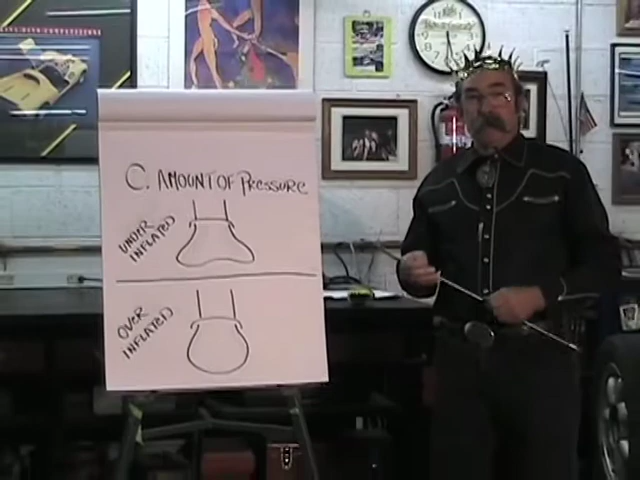 C. AMOUNT OF PRESSURE
UNDER
INFLATED
OVER
INFLATED